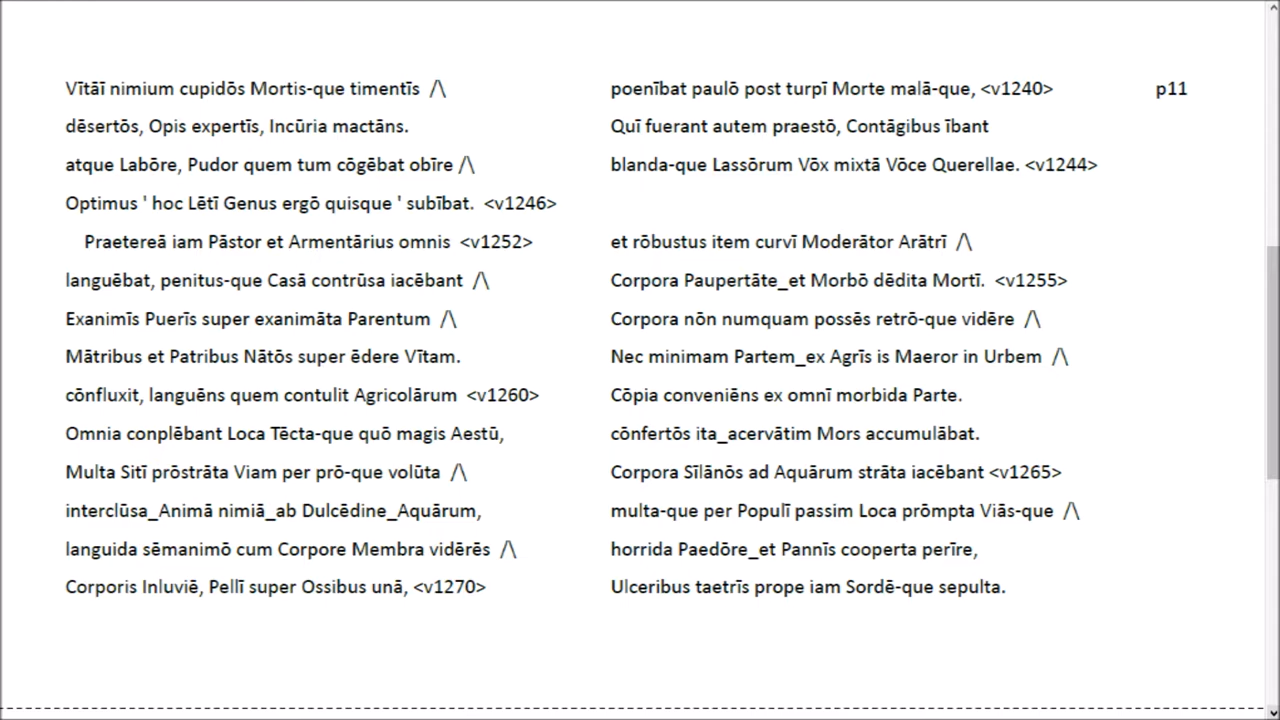 Vītāī nimium cupidōs Mortis-que timentīs /\ poenībat paulō post turpī Morte malā-que, <v1240> p11
dēsertōs, Opis expertīs, Incūria mactāns. Quī fuerant autem praestō, Contāgibus ībant
atque Labōre, Pudor quem tum cōgēbat obīre /\ blanda-que Lassōrum Vōx mixtā Vōce Querellae. <v1244>
Optimus ' hoc Lētī Genus ergō quisque ' subībat. <v1246>
Praetereā iam Pāstor et Armentārius omnis <v1252> et rōbustus item curvī Moderātor Arātrī /\
languēbat, penitus-que Casā contrūsa iacēbant /\ Corpora Paupertāte_et Morbō dēdita Mortī. <v1255>
Exanimīs Puerīs super exanimāta Parentum /\ Corpora nōn numquam possēs retrō-que vidēre /\
Mātribus et Patribus Nātōs super ēdere Vītam. Nec minimam Partem_ex Agrīs is Maeror in Urbem /\
cōnfluxit, languēns quem contulit Agricolārum <v1260> Cōpia conveniēns ex omnī morbida Parte.
Omnia conplēbant Loca Tēcta-que quō magis Aestū, cōnfertōs ita_acervātim Mors accumulābat.
Multa Sitī prōstrāta Viam per prō-que volūta /\ Corpora Sīlānōs ad Aquārum strāta iacēbant <v1265>
interclūsa_Animā nimiā_ab Dulcēdine_Aquārum, multa-que per Populī passim Loca prōmpta Viās-que /\
languida sēmanimō cum Corpore Membra vidērēs /\ horrida Paedōre_et Pannīs cooperta perīre,
Corporis Inluviē, Pellī super Ossibus unā, <v1270> Ulceribus taetrīs prope iam Sordē-que sepulta.